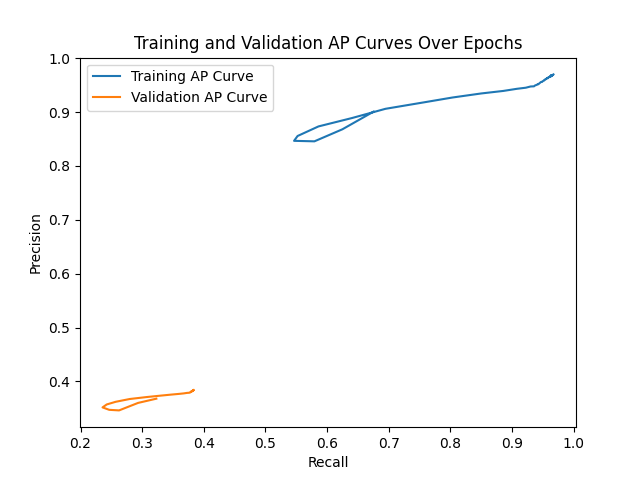 Training and Validation AP Curves Over Epochs
Training AP Curve
Validation AP Curve
Precision
1.0
0.9
0.8
0.7
0.6
0.5
0.4
0.2 0.3 0.4 0.5 0.6 0.7 0.8 0.9 1.0
Recall